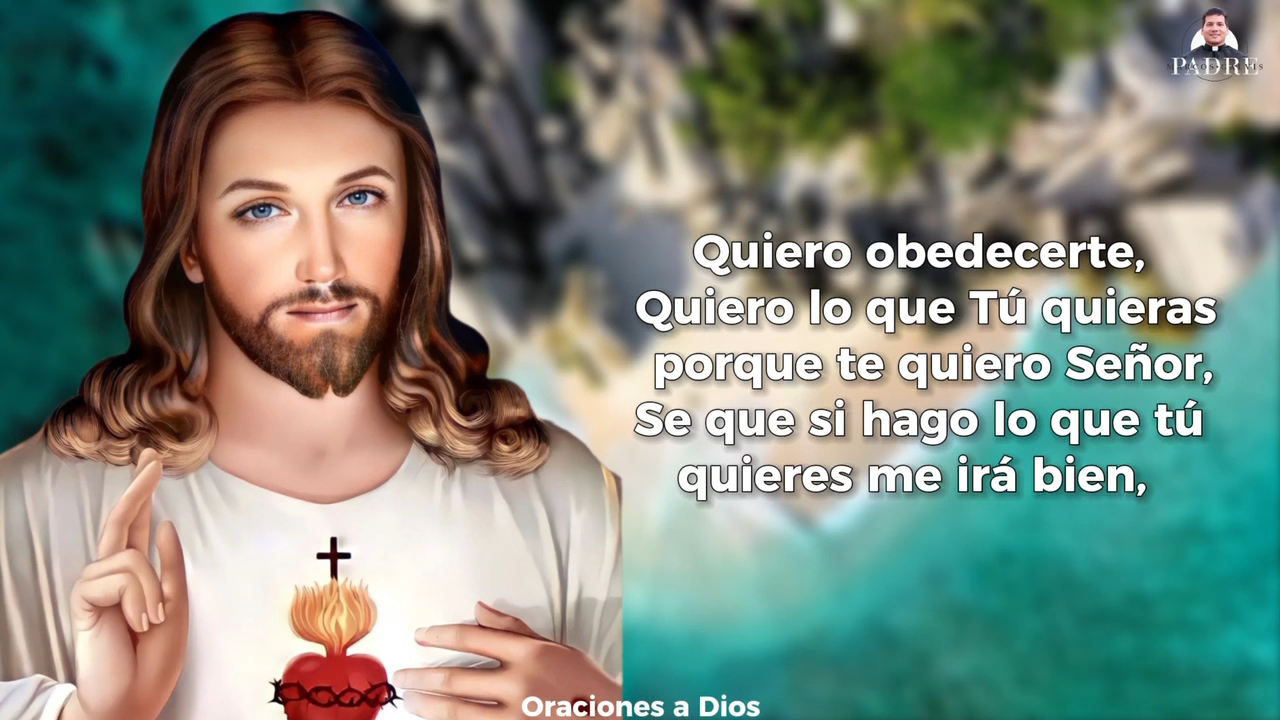 PADRE
Quiero obedecerte,
Quiero lo que Tú quieras
porque te quiero Señor,
Se que si hago lo que tú
quieres me irá bien,
Oraciones a Dios